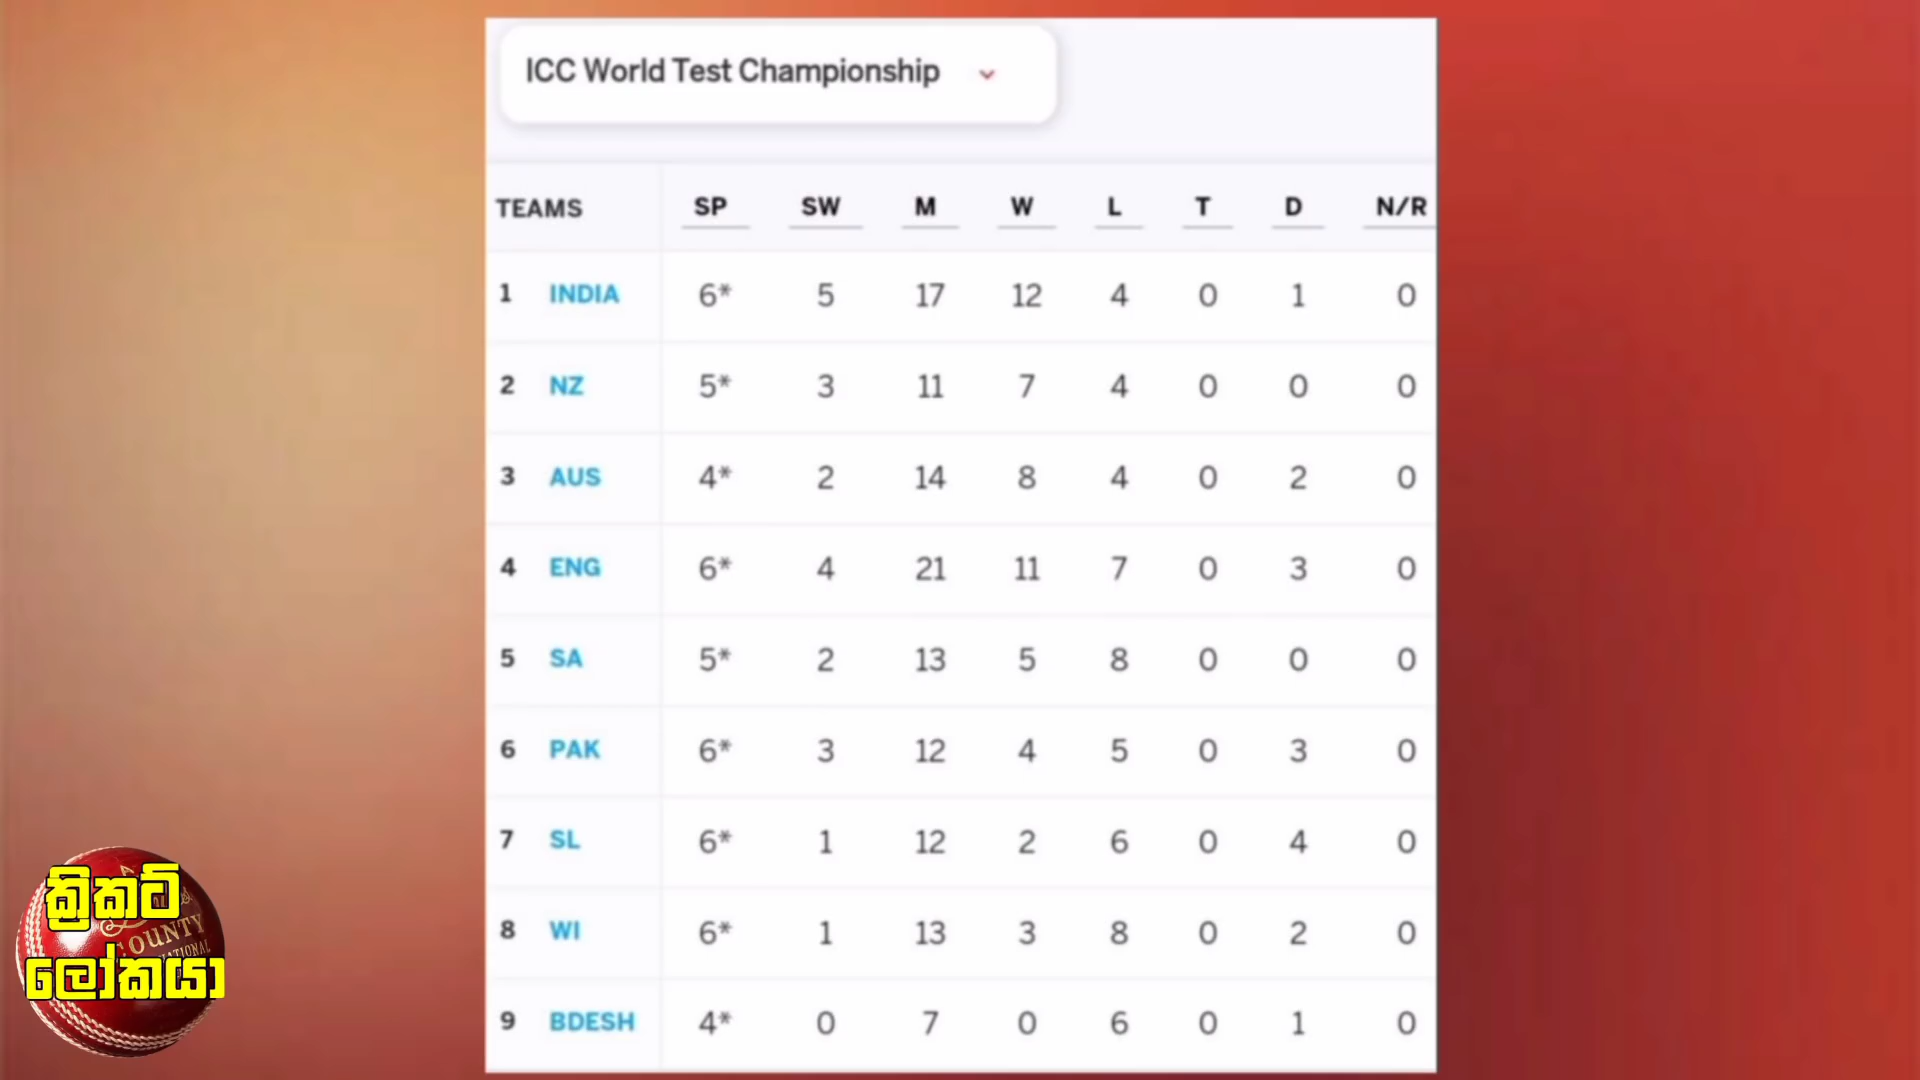 ICC World Test Championship
TEAMS SP SW M W L T D N/R
1 INDIA 6* 5 17 12 4 0 1 0
2 NZ 5* 3 11 7 4 0 0 0
3 AUS 4* 2 14 8 4 0 2 0
4 ENG 6* 4 21 11 7 0 3 0
5 SA 5* 2 13 5 8 0 0 0
6 PAK 6* 3 12 4 5 0 3 0
7 SL 6* 1 12 2 6 0 4 0
8 WI 6* 1 13 3 8 0 2 0
9 BDESH 4* 0 7 0 6 0 1 0
ක්‍රිකට්
COUNTY
ලෝකයා